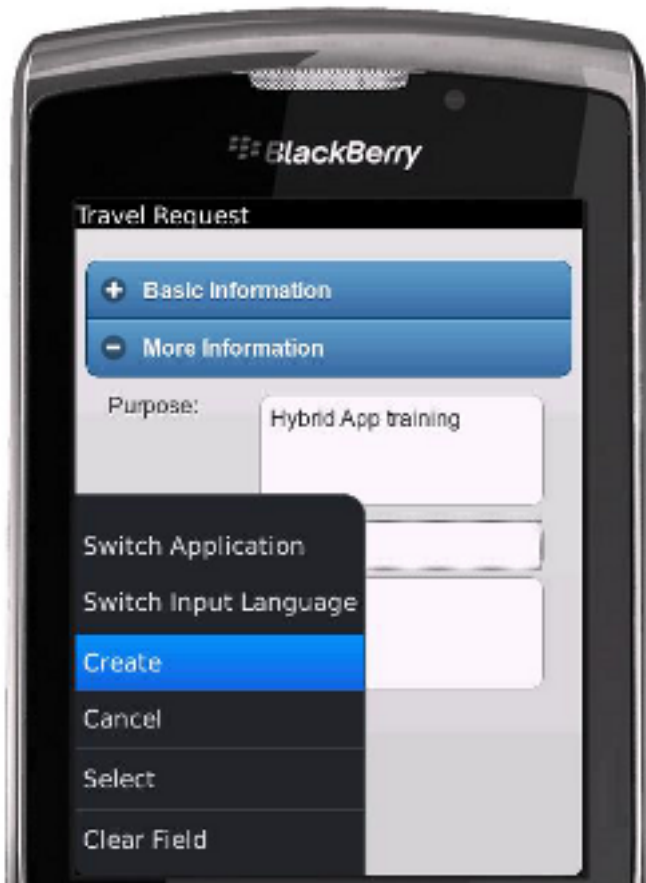 BlackBerry
Travel Request
Basic Information
More Information
Purpose:
Hybrid App training
Switch Application
Switch Input Language
Create
Cancel
Select
Clear Field